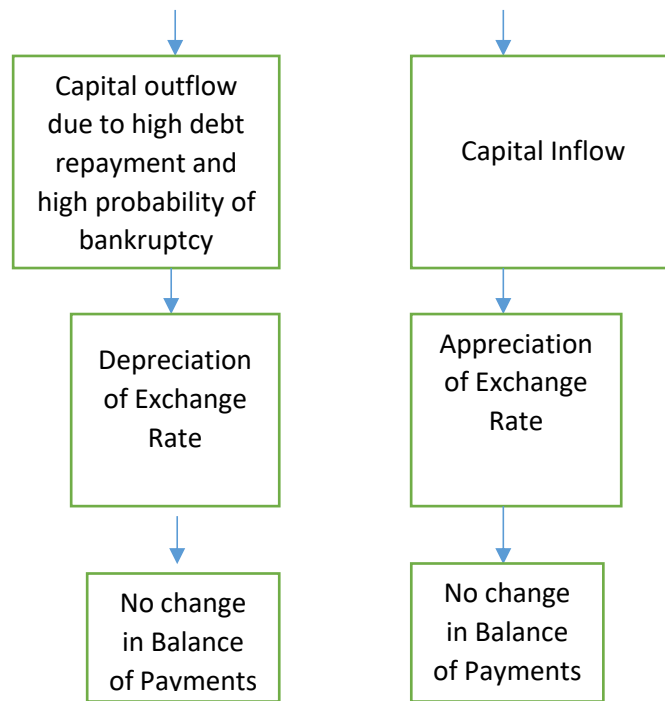 Capital outflow
due to high debt
repayment and
high probability of
bankruptcy
Capital Inflow
Depreciation
of Exchange
Rate
Appreciation
of Exchange
Rate
No change
in Balance
of Payments
No change
in Balance
of Payments